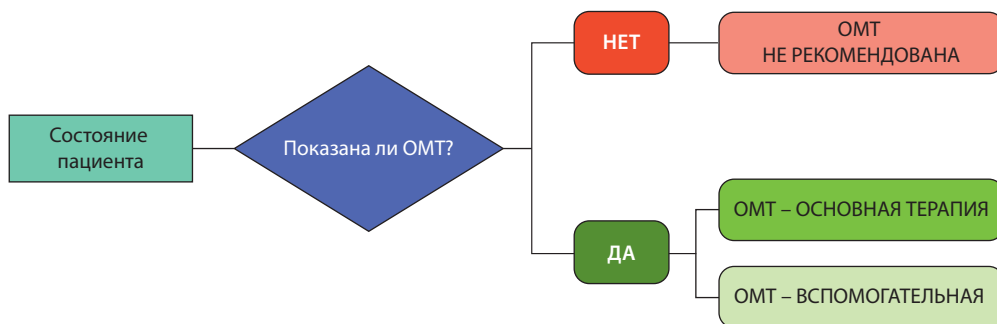 Состояние
пациента
Показана ли ОМТ?
НЕТ
ОМТ
НЕ РЕКОМЕНДОВАНА
ДА
ОМТ – ОСНОВНАЯ ТЕРАПИЯ
ОМТ – ВСПОМОГАТЕЛЬНАЯ